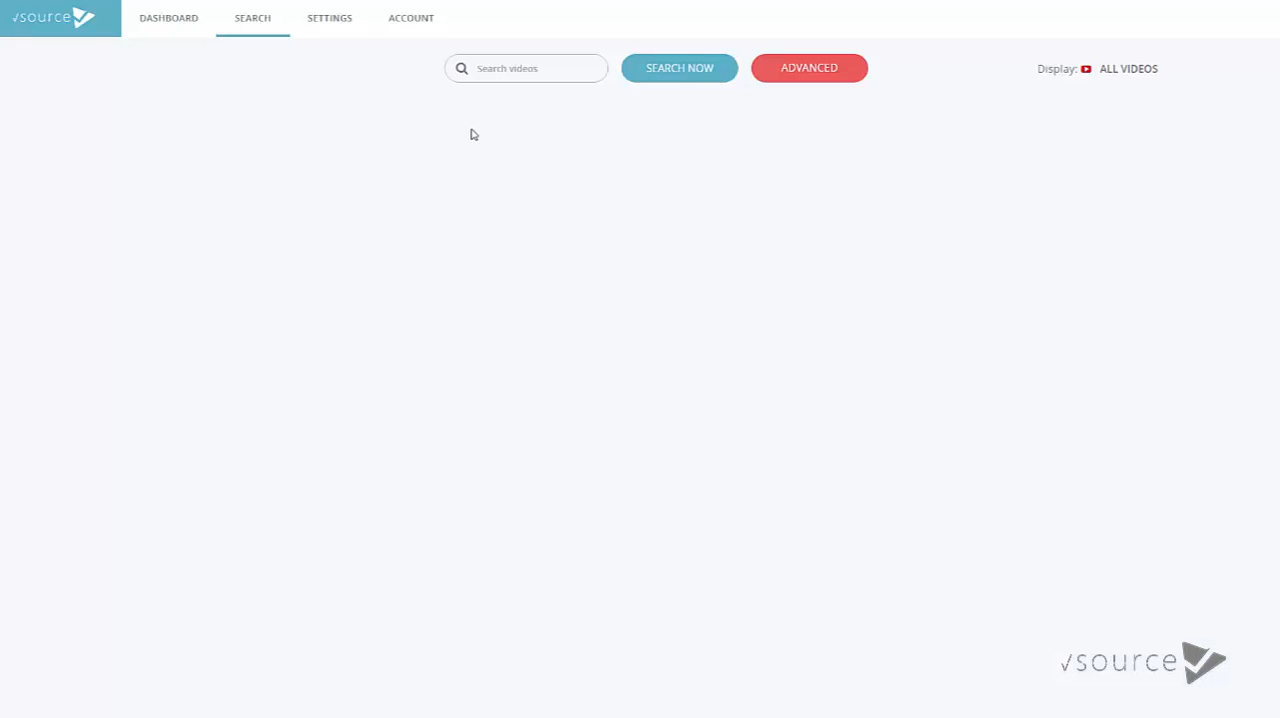 vsource
DASHBOARD
SEARCH
SETTINGS
ACCOUNT
Search videos
SEARCH NOW
ADVANCED
Display: ALL VIDEOS
vsource